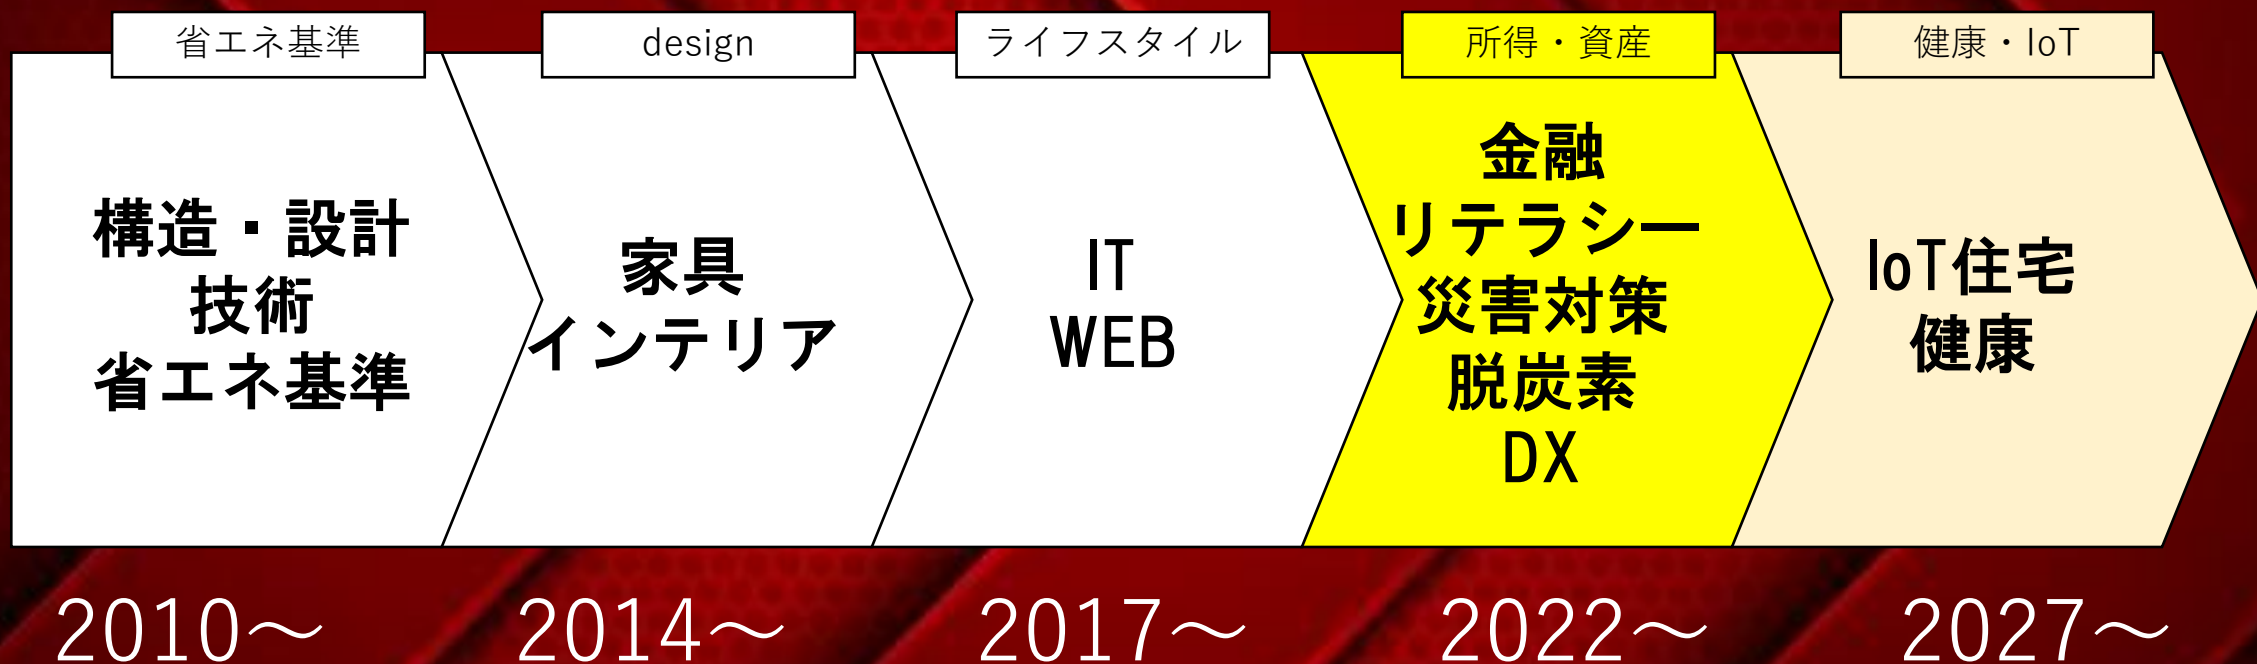 省エネ基準
design
ライフスタイル
所得・資産
健康・IoT
構造・設計
技術
省エネ基準
家具
インテリア
IT
WEB
金融
リテラシー
災害対策
脱炭素
DX
IoT住宅
健康
2010～
2014～
2017～
2022～
2027～